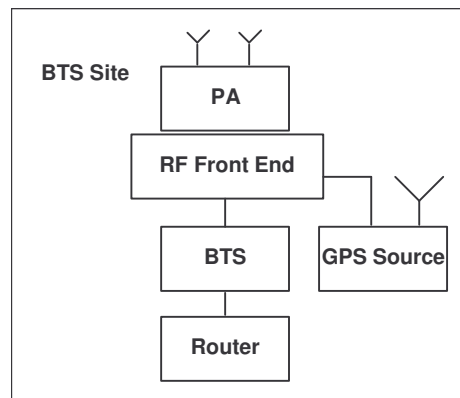 BTS Site
PA
RF Front End
BTS
GPS Source
Router